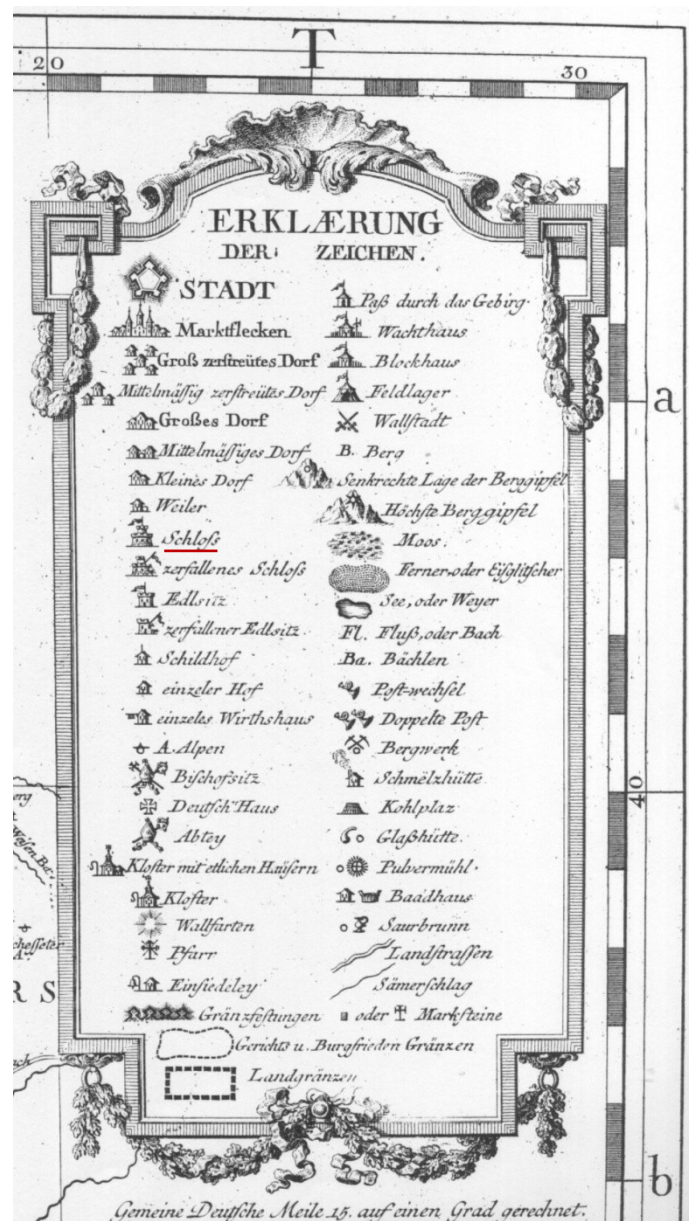 T
20
30
ERKLÆRUNG
DER ZEICHEN.
STADT
Marktflecken
Groß zerstreütes Dorf
Mittelmässig zerstreütes Dorf
Großes Dorf
Mittelmässiges Dorf
Kleines Dorf
Weiler
Schloss
zerfallenes Schloss
Edlsitz
zerfallener Edlsitz
Schildhof
einzeler Hof
einzeles Wirthshaus
A. Alpen
Bischofsitz
Deutsch Haus
Abtey
Kloster mit etlichen Haüsern
Kloster
Wallfarten
Pfarr
Einsiedeley
Gränzfestungen
Paß durch das Gebirg.
Wachthaus
Blockhaus
Feldlager
Wallstadt
B. Berg
Senkrechte Lage der Berggipfel
Höchste Berggipfel
Moos.
Ferner, oder Eisglitscher
See, oder Weyer
Fl. Fluß, oder Bach
Ba. Bächlen
Post-wechsel
Doppelte Post
Bergwerk
Schmelzhütte
Kohlplaz
Glaßhütte.
Pulvermühl.
Baadhaus
Saurbrunn
Landstrassen
Sämerschlag
oder Marksteine
Gerichts u. Burgfrieden Gränzen
Landgränzen
a
40
b
R S
Gemeine Deutsche Meile 15. auf einen Grad gerechnet.